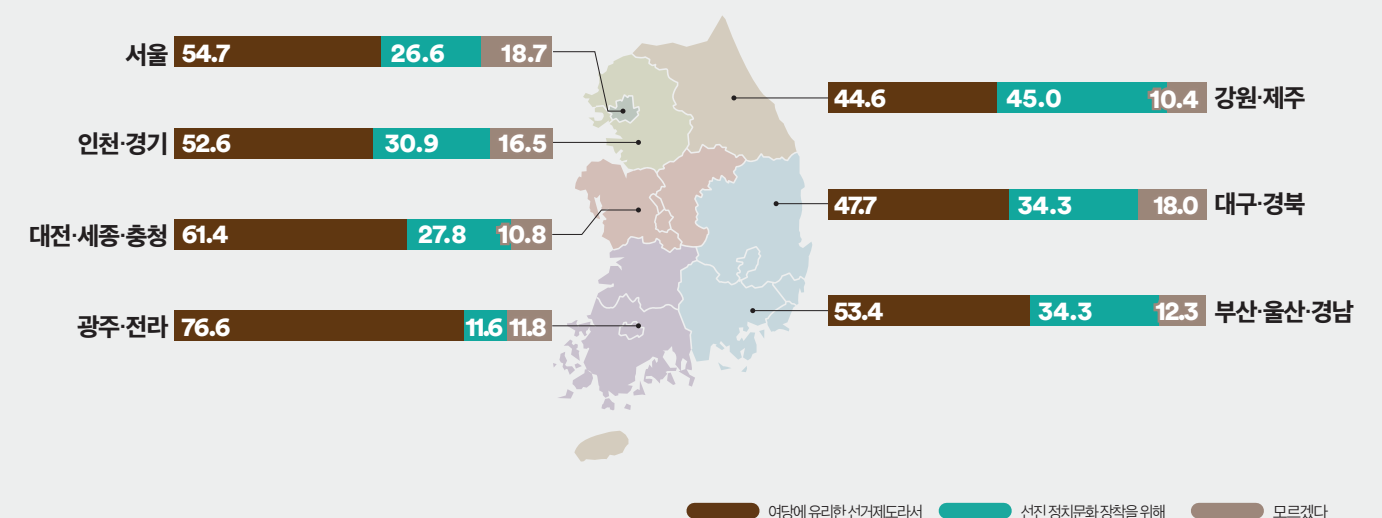 서울 54.7 26.6 18.7
인천·경기 52.6 30.9 16.5
대전·세종·충청 61.4 27.8 10.8
광주·전라 76.6 11.6 11.8
44.6 45.0 10.4 강원·제주
47.7 34.3 18.0 대구·경북
53.4 34.3 12.3 부산·울산·경남
여당에 유리한 선거제도라서 선진 정치문화 장착을 위해 모르겠다